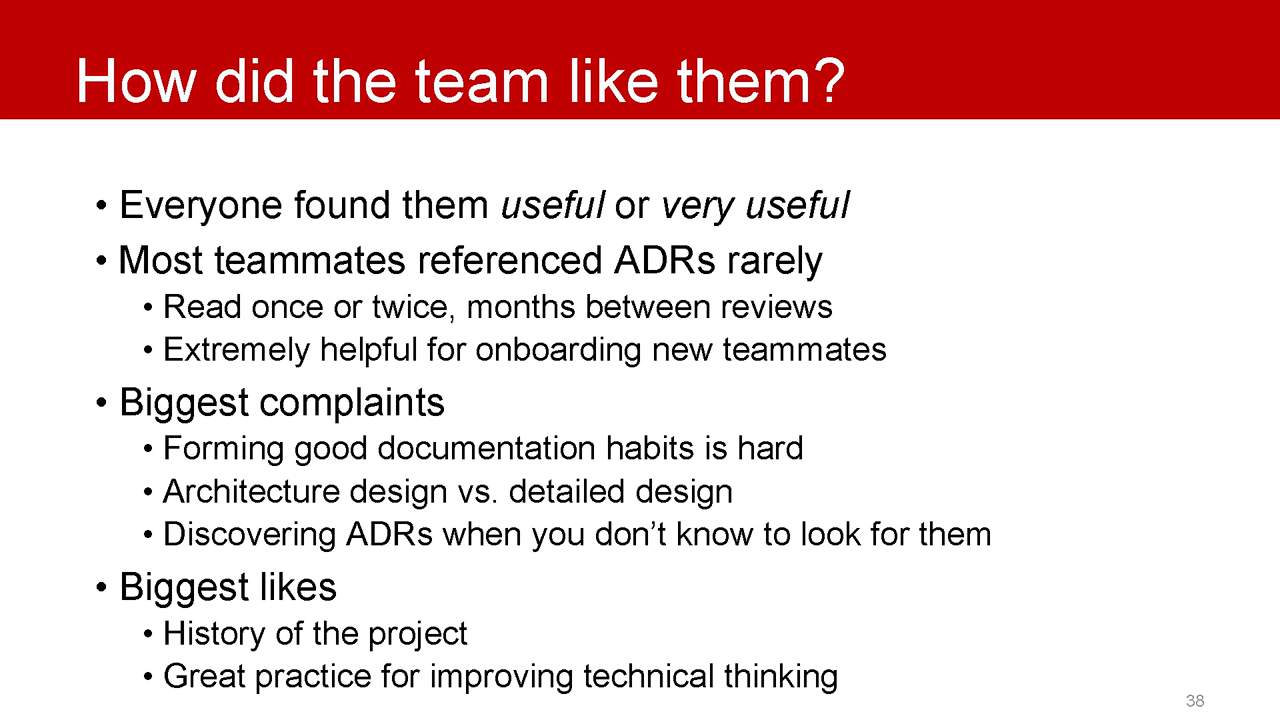 How did the team like them?
• Everyone found them useful or very useful
• Most teammates referenced ADRs rarely
• Read once or twice, months between reviews
• Extremely helpful for onboarding new teammates
• Biggest complaints
• Forming good documentation habits is hard
• Architecture design vs. detailed design
• Discovering ADRs when you don’t know to look for them
• Biggest likes
• History of the project
• Great practice for improving technical thinking
38